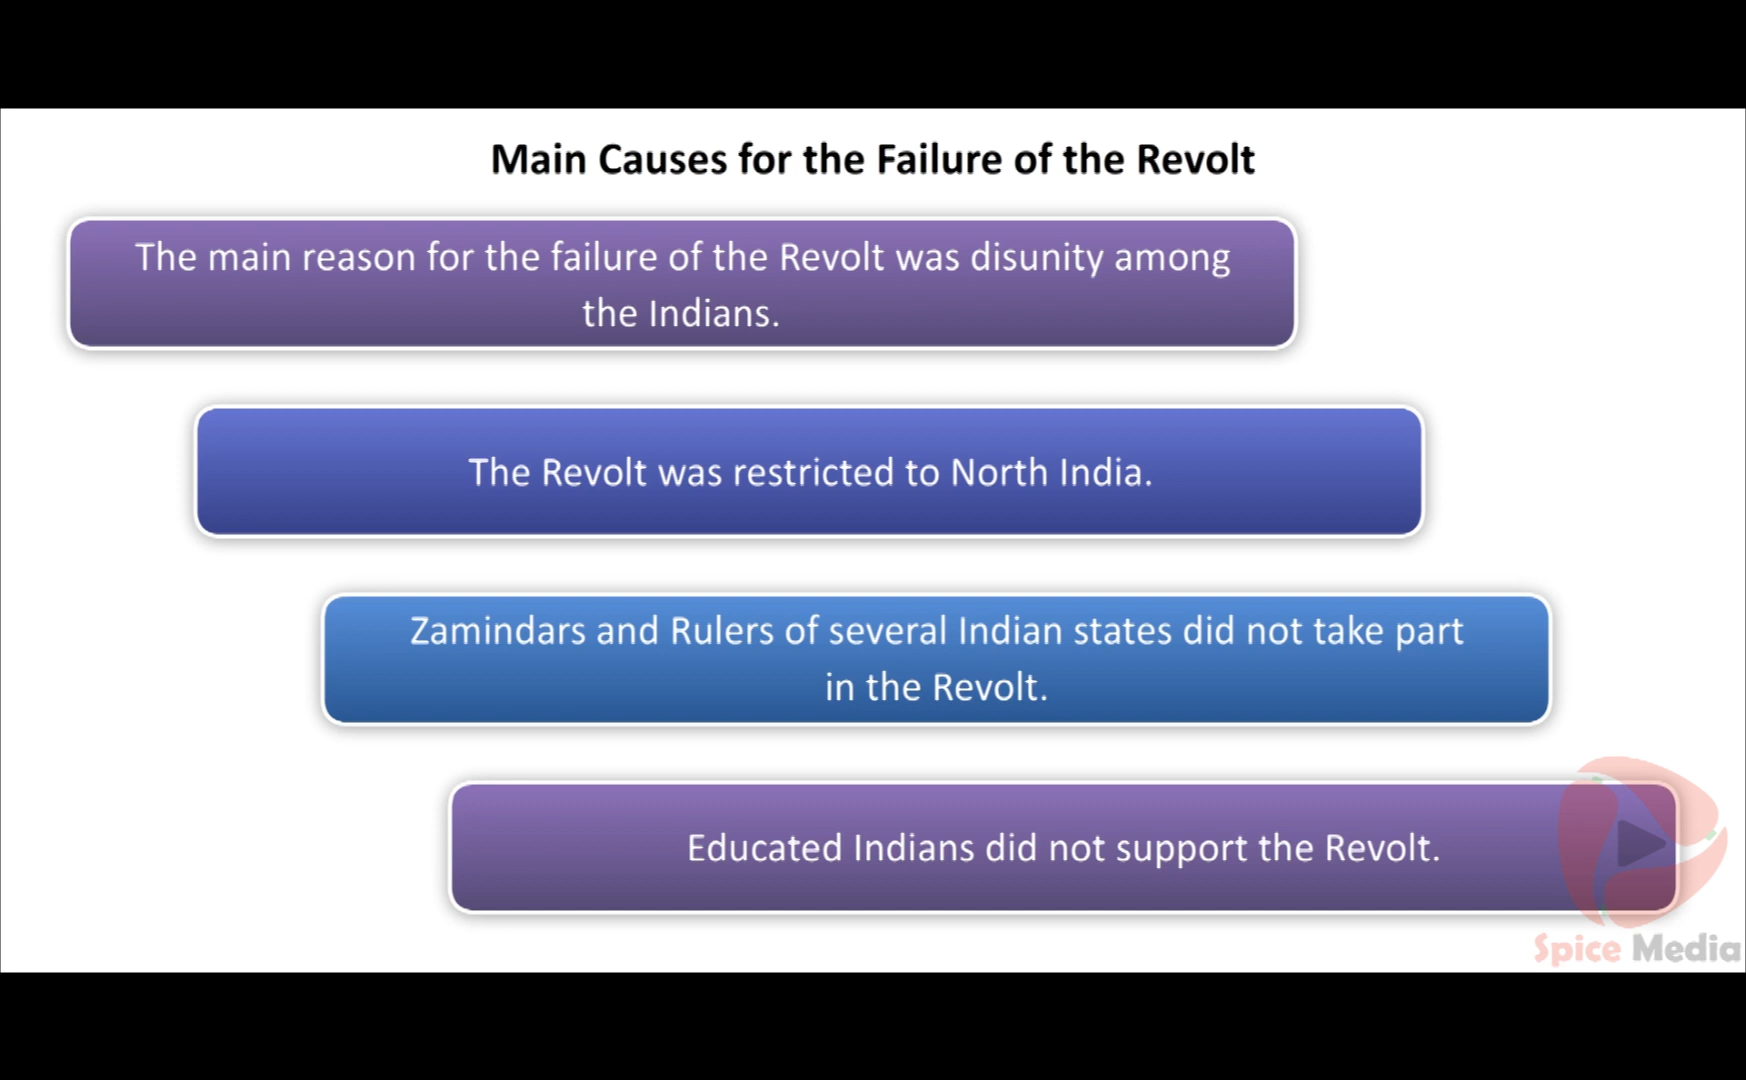 Main Causes for the Failure of the Revolt
The main reason for the failure of the Revolt was disunity among
the Indians.
The Revolt was restricted to North India.
Zamindars and Rulers of several Indian states did not take part
in the Revolt.
Educated Indians did not support the Revolt.
Spice Media